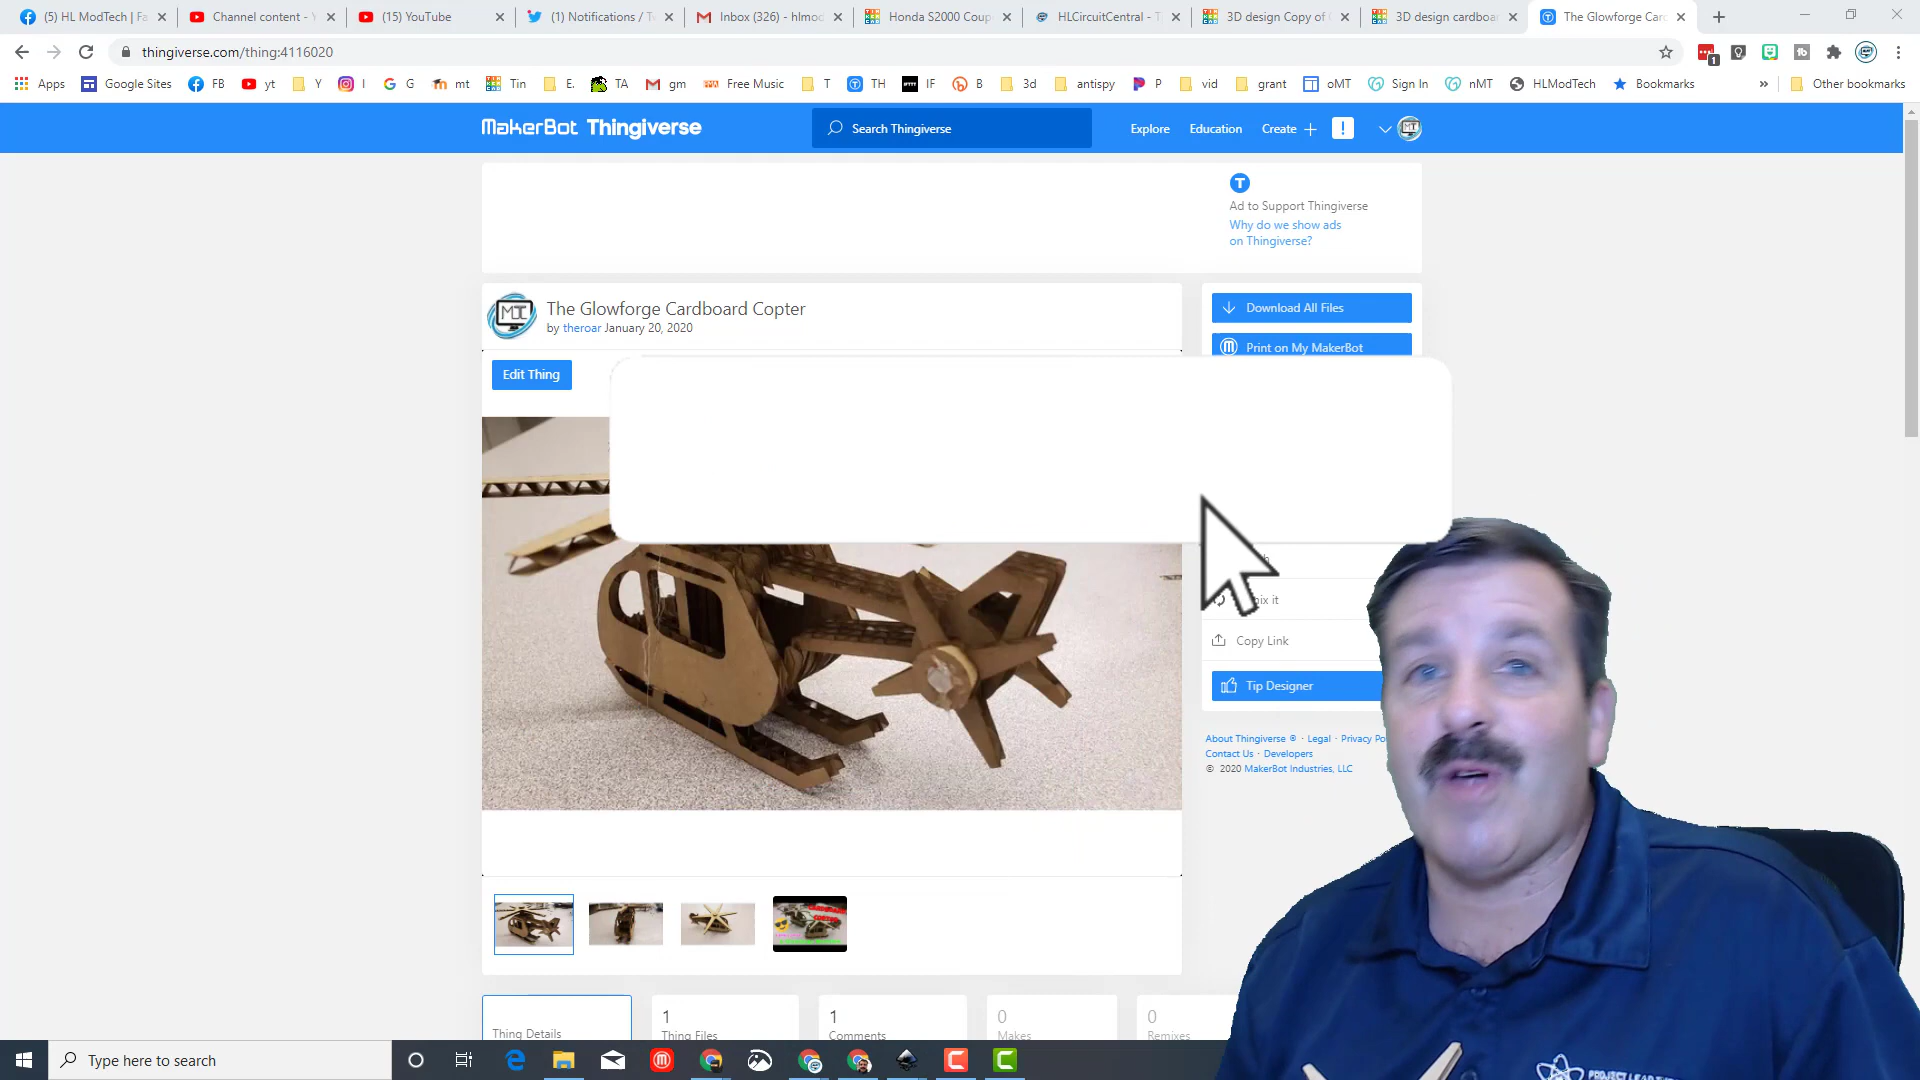 (5) HL ModTech | Fa
Channel content - Y
(15) YouTube
(1) Notifications / Tw
Inbox (326) - hlmod
Honda S2000 Coup
HLCircuitCentral - T
3D design Copy of
3D design cardboa
The Glowforge Card
thingiverse.com/thing:4116020
1
Apps
Google Sites
FB
yt
Y
I
G
mt
Tin
E.
TA
gm
Free Music
T
TH
IF
B
3d
antispy
P
vid
grant
oMT
Sign In
nMT
HLModTech
Bookmarks
»
Other bookmarks
MakerBot Thingiverse
Search Thingiverse
Explore
Education
Create
Ad to Support Thingiverse
Why do we show ads
on Thingiverse?
The Glowforge Cardboard Copter
by theroar January 20, 2020
Download All Files
Print on My MakerBot
Edit Thing
Copy Link
Tip Designer
About Thingiverse ® · Legal · Privacy Po
Contact Us · Developers
© 2020 MakerBot Industries, LLC
Thing Details
1
Thing Files
1
Comments
0
Makes
0
Remixes
Type here to search
PROJECT LEAD THE